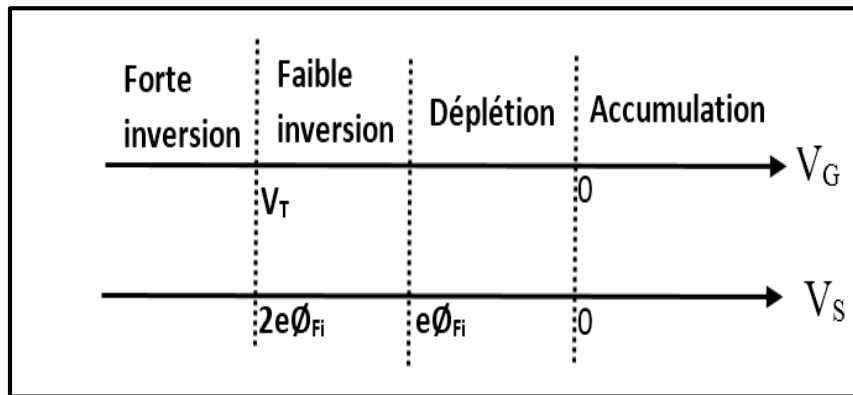 Forte inversion
Faible inversion
Déplétion
Accumulation
V_T
0
V_G
2eØ_Fi
eØ_Fi
0
V_S